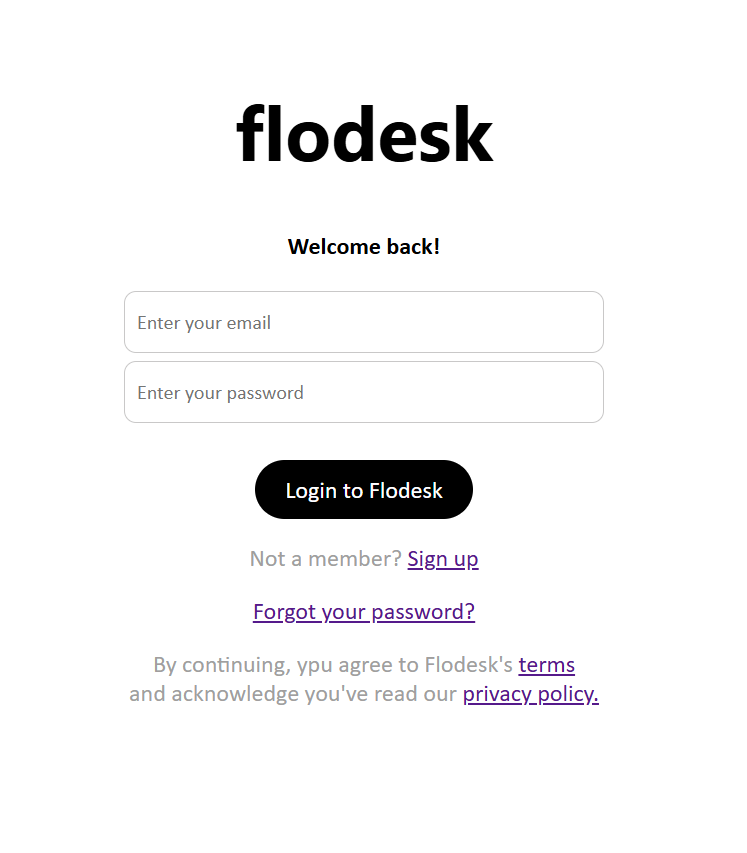 flodesk
Welcome back!
Enter your email
Enter your password
Login to Flodesk
Not a member? Sign up
Forgot your password?
By continuing, ypu agree to Flodesk's terms
and acknowledge you've read our privacy policy.